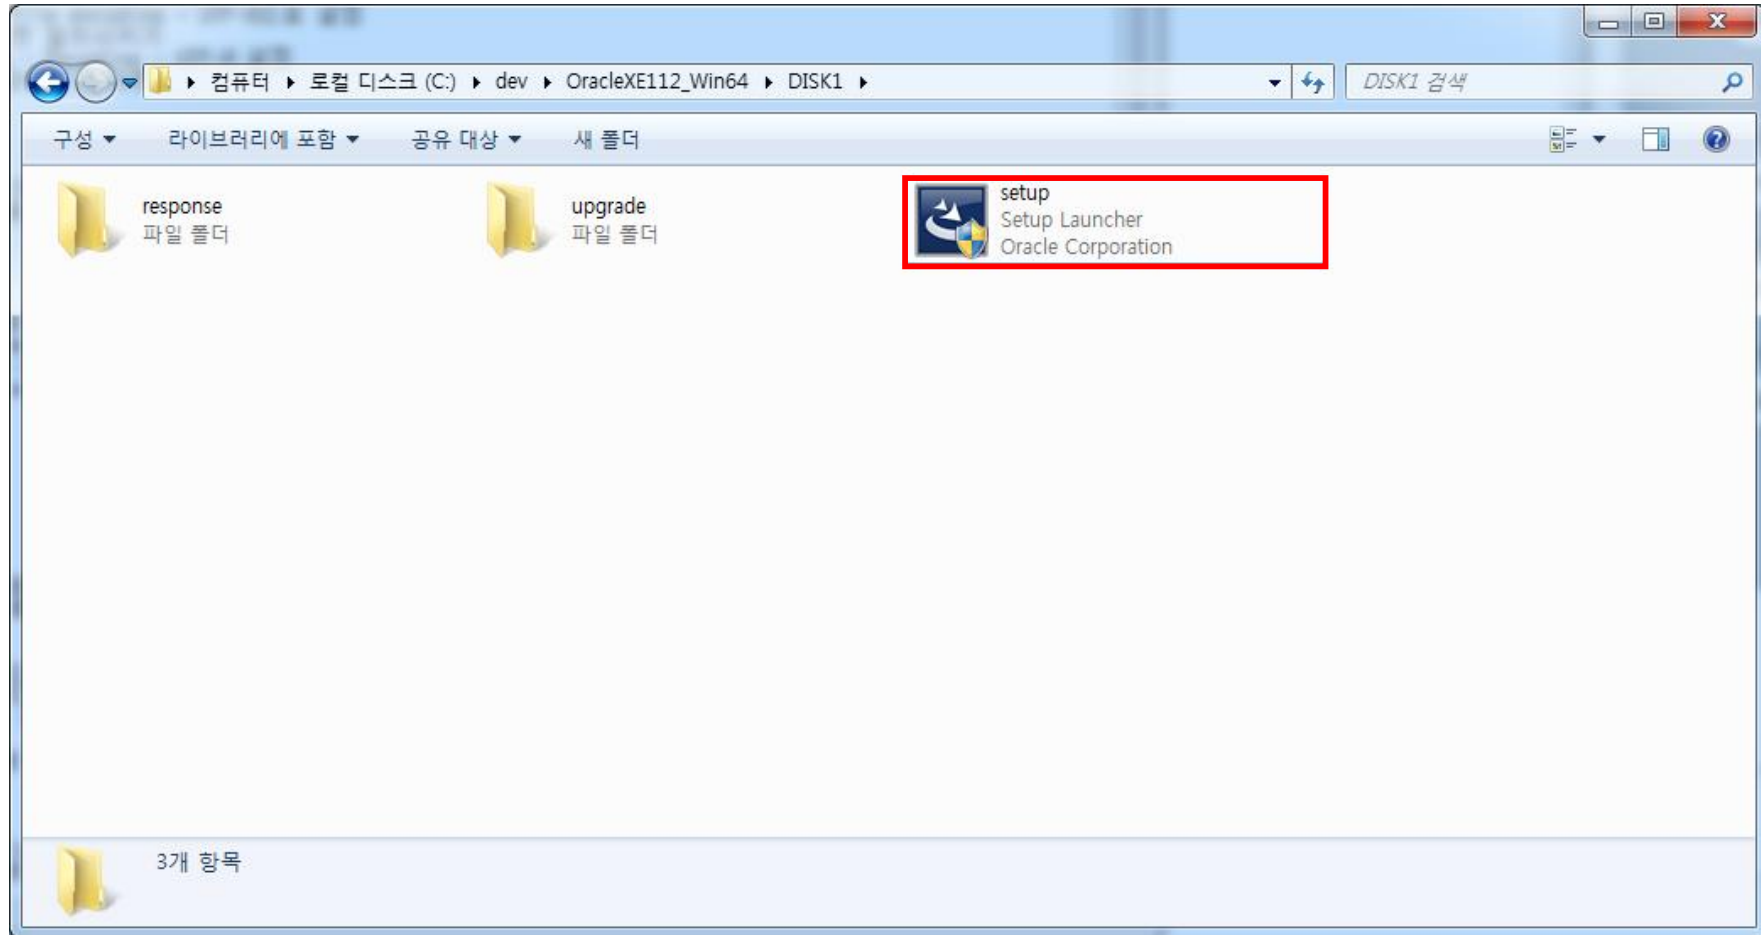 컴퓨터 로컬 디스크 (C:) dev OracleXE112_Win64 DISK1
DISK1 검색
구성 라이브러리에 포함 공유 대상 새 폴더
response
파일 폴더
upgrade
파일 폴더
setup
Setup Launcher
Oracle Corporation
3개 항목